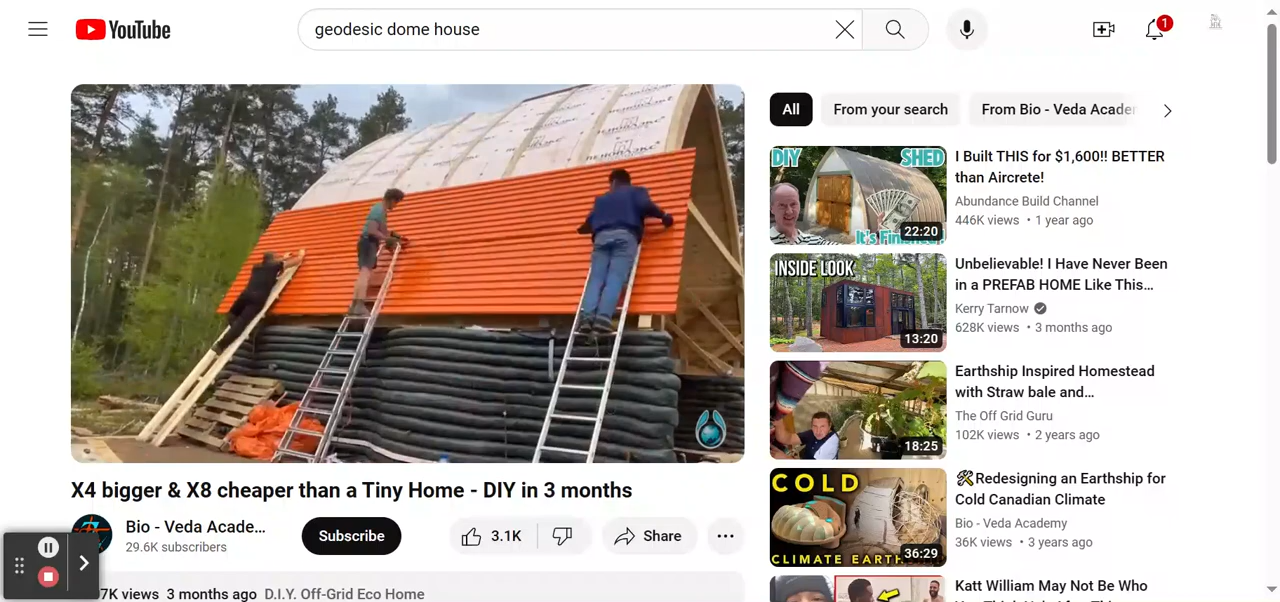 YouTube
geodesic dome house
1
All
From your search
From Bio - Veda Acade
DIY SHED
It's Finished!
22:20
I Built THIS for $1,600!! BETTER
than Aircrete!
Abundance Build Channel
446K views • 1 year ago
INSIDE LOOK
13:20
Unbelievable! I Have Never Been
in a PREFAB HOME Like This...
Kerry Tarnow
628K views • 3 months ago
18:25
Earthship Inspired Homestead
with Straw bale and...
The Off Grid Guru
102K views • 2 years ago
COLD
CLIMATE EARTH
36:29
🛠Redesigning an Earthship for
Cold Canadian Climate
Bio - Veda Academy
36K views • 3 years ago
Katt William May Not Be Who
X4 bigger & X8 cheaper than a Tiny Home - DIY in 3 months
Bio - Veda Acade...
29.6K subscribers
Subscribe
3.1K
Share
7K views 3 months ago D.I.Y. Off-Grid Eco Home